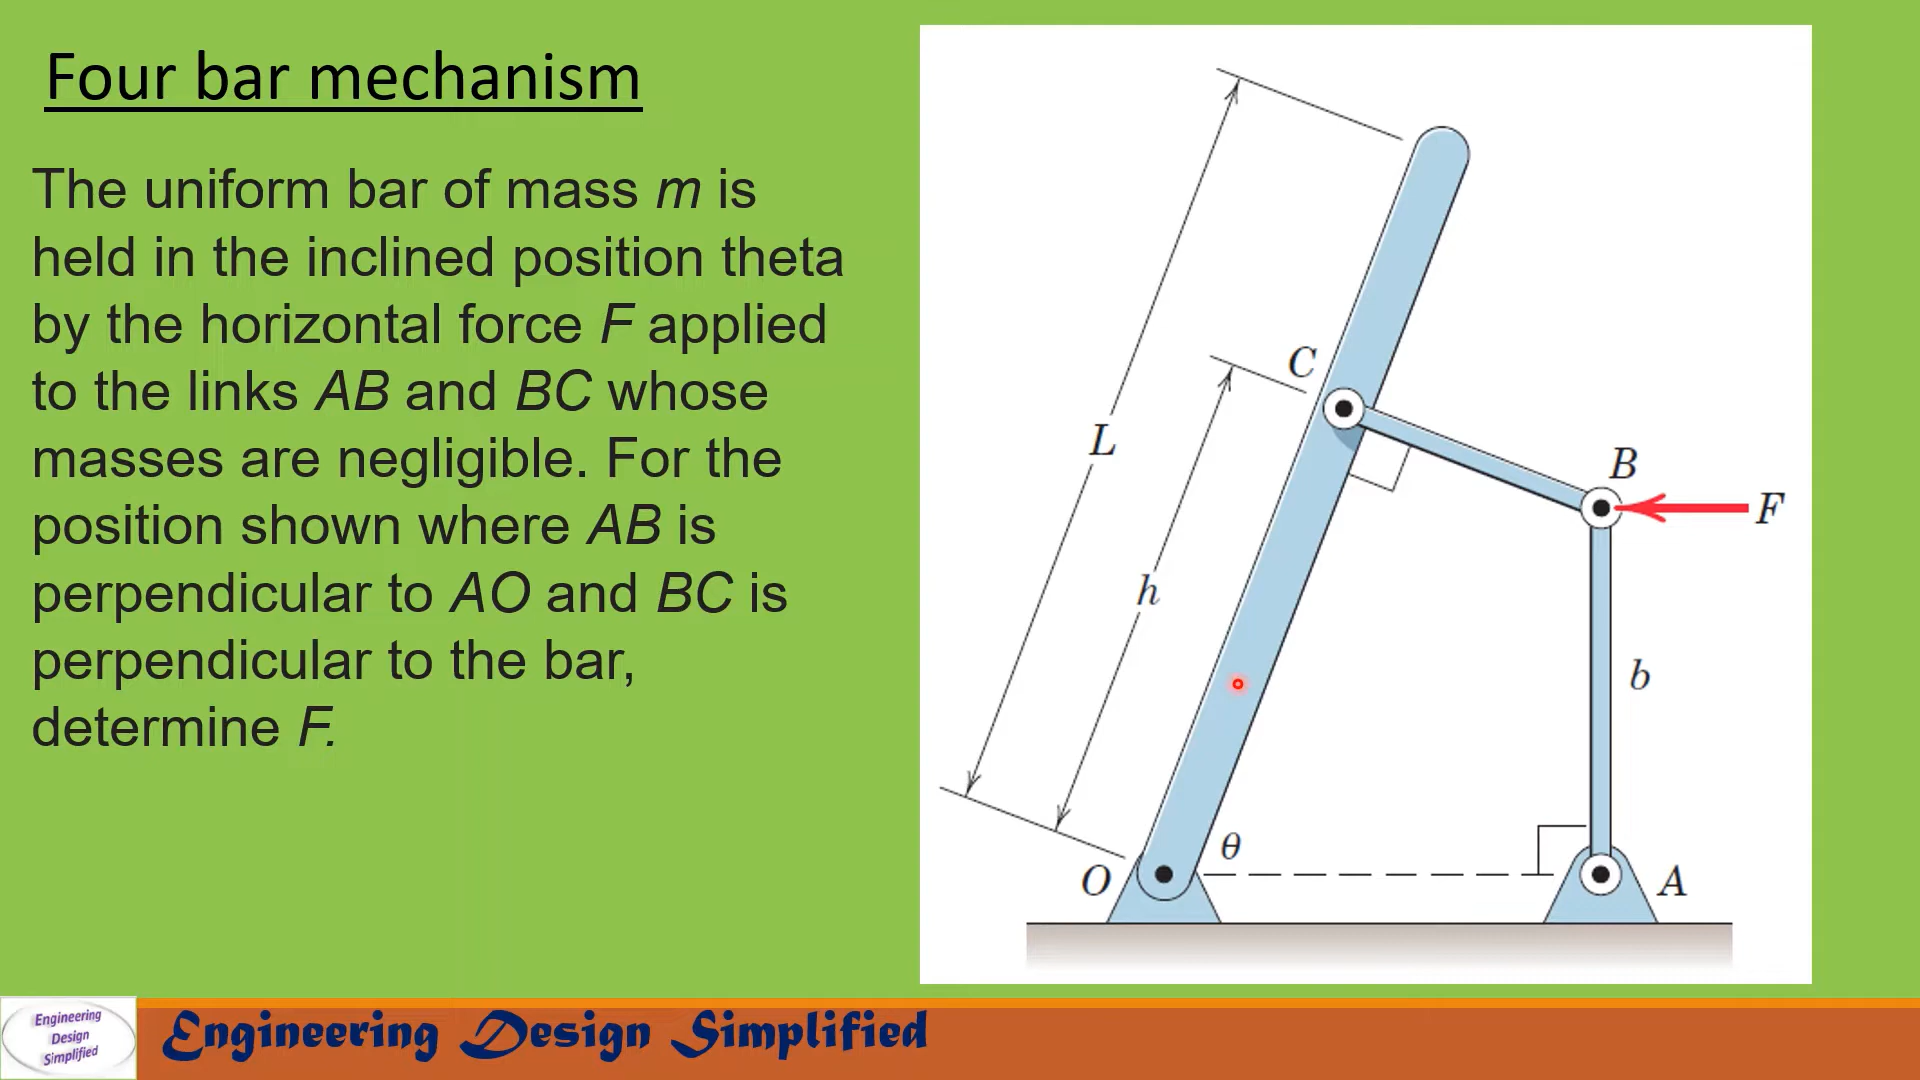 Four bar mechanism
The uniform bar of mass m is
held in the inclined position theta
by the horizontal force F applied
to the links AB and BC whose
masses are negligible. For the
position shown where AB is
perpendicular to AO and BC is
perpendicular to the bar,
determine F.
C
L
B
F
h
b
θ
O
A
Engineering
Design
Simplified
Engineering Design Simplified